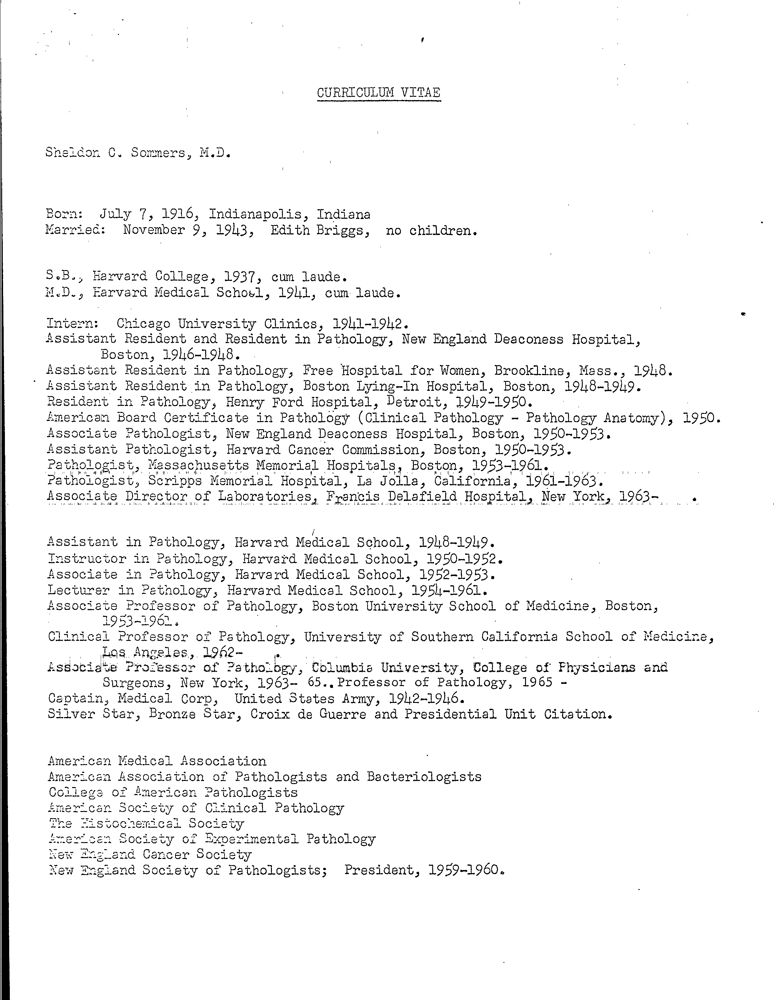 CURRICULUM VITAE
Sheldon C. Sommers, M.D.
Born: July 7, 1916, Indianapolis, Indiana
Married: November 9, 1943, Edith Briggs, no children.
S.B., Harvard College, 1937, cum laude.
M.D., Harvard Medical School, 1941, cum laude.
Intern: Chicago University Clinics, 1941-1942.
Assistant Resident and Resident in Pathology, New England Deaconess Hospital,
Boston, 1946-1948.
Assistant Resident in Pathology, Free Hospital for Women, Brookline, Mass., 1948.
Assistant Resident in Pathology, Boston Lying-In Hospital, Boston, 1948-1949.
Resident in Pathology, Henry Ford Hospital, Detroit, 1949-1950.
American Board Certificate in Pathology (Clinical Pathology - Pathology Anatomy), 1950.
Associate Pathologist, New England Deaconess Hospital, Boston, 1950-1953.
Assistant Pathologist, Harvard Cancer Commission, Boston, 1950-1953.
Pathologist, Massachusetts Memorial Hospitals, Boston, 1953-1961.
Pathologist, Scripps Memorial Hospital, La Jolla, California, 1961-1963.
Associate Director of Laboratories, Francis Delafield Hospital, New York, 1963- .
Assistant in Pathology, Harvard Medical School, 1948-1949.
Instructor in Pathology, Harvard Medical School, 1950-1952.
Associate in Pathology, Harvard Medical School, 1952-1953.
Lecturer in Pathology, Harvard Medical School, 1954-1961.
Associate Professor of Pathology, Boston University School of Medicine, Boston,
1953-1961.
Clinical Professor of Pathology, University of Southern California School of Medicine,
Los Angeles, 1962- .
Associate Professor of Pathology, Columbia University, College of Physicians and
Surgeons, New York, 1963- 65.. Professor of Pathology, 1965 -
Captain, Medical Corp, United States Army, 1942-1946.
Silver Star, Bronze Star, Croix de Guerre and Presidential Unit Citation.
American Medical Association
American Association of Pathologists and Bacteriologists
College of American Pathologists
American Society of Clinical Pathology
The Histochemical Society
American Society of Experimental Pathology
New England Cancer Society
New England Society of Pathologists; President, 1959-1960.